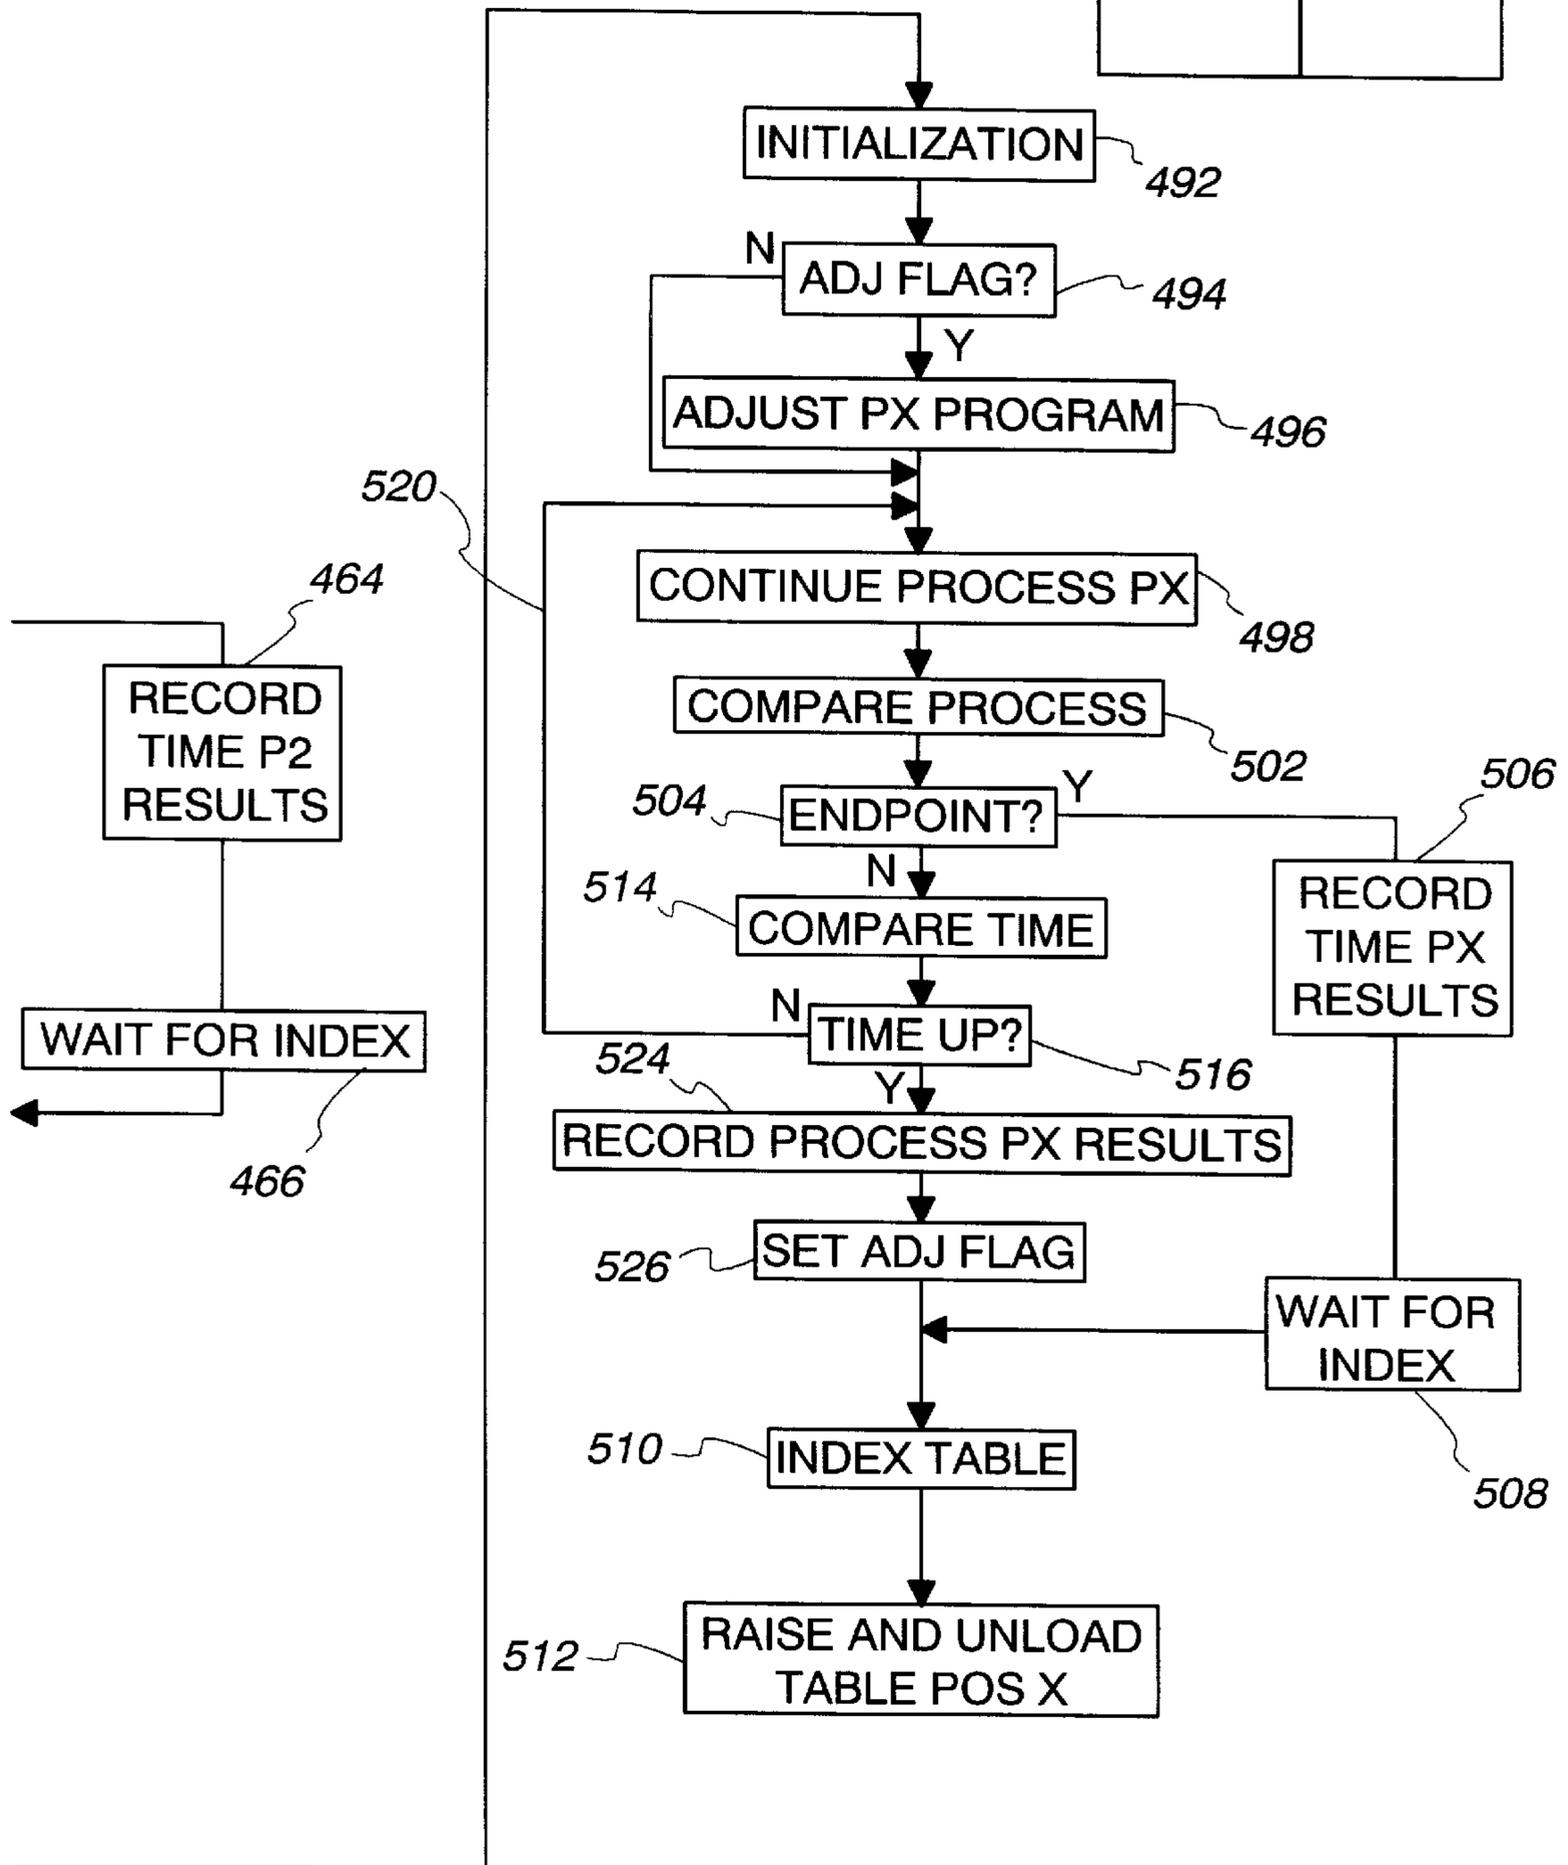 INITIALIZATION
492
N
ADJ FLAG?
494
Y
ADJUST PX PROGRAM
496
520
CONTINUE PROCESS PX
498
464
RECORD
TIME P2
RESULTS
COMPARE PROCESS
502
504
ENDPOINT?
Y
506
N
514
COMPARE TIME
RECORD
TIME PX
RESULTS
WAIT FOR INDEX
466
N
TIME UP?
516
524
Y
RECORD PROCESS PX RESULTS
526
SET ADJ FLAG
WAIT FOR
INDEX
508
510
INDEX TABLE
512
RAISE AND UNLOAD
TABLE POS X